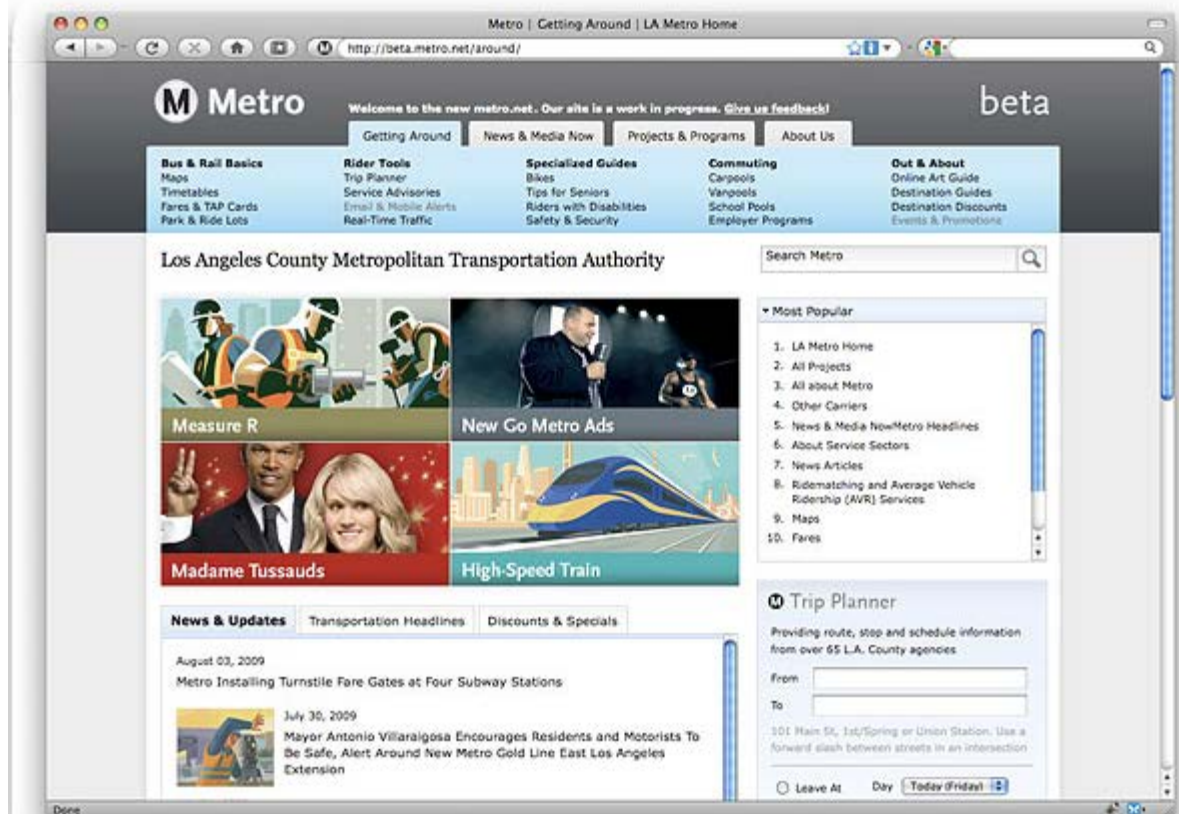 Metro | Getting Around | LA Metro Home
http://beta.metro.net/around/
M Metro
Welcome to the new metro.net. Our site is a work in progress. Give us feedback!
beta
Getting Around
News & Media Now
Projects & Programs
About Us
Bus & Rail Basics
Maps
Timetables
Fares & TAP Cards
Park & Ride Lots
Rider Tools
Trip Planner
Service Advisories
Email & Mobile Alerts
Real-Time Traffic
Specialized Guides
Bikes
Tips for Seniors
Riders with Disabilities
Safety & Security
Commuting
Carpools
Vanpools
School Pools
Employer Programs
Out & About
Online Art Guide
Destination Guides
Destination Discounts
Events & Promotions
Los Angeles County Metropolitan Transportation Authority
Search Metro
Measure R
New Go Metro Ads
Madame Tussauds
High-Speed Train
Most Popular
1. LA Metro Home
2. All Projects
3. All about Metro
4. Other Carriers
5. News & Media NowMetro Headlines
6. About Service Sectors
7. News Articles
8. Ridematching and Average Vehicle
Ridership (AVR) Services
9. Maps
10. Fares
News & Updates
Transportation Headlines
Discounts & Specials
August 03, 2009
Metro Installing Turnstile Fare Gates at Four Subway Stations
July 30, 2009
Mayor Antonio Villaraigosa Encourages Residents and Motorists To
Be Safe, Alert Around New Metro Gold Line East Los Angeles
Extension
M Trip Planner
Providing route, stop and schedule information
from over 65 L.A. County agencies
From
To
101 Main St, 1st/Spring or Union Station. Use a
forward slash between streets in an intersection
Leave At
Day
Today (Friday)
Done